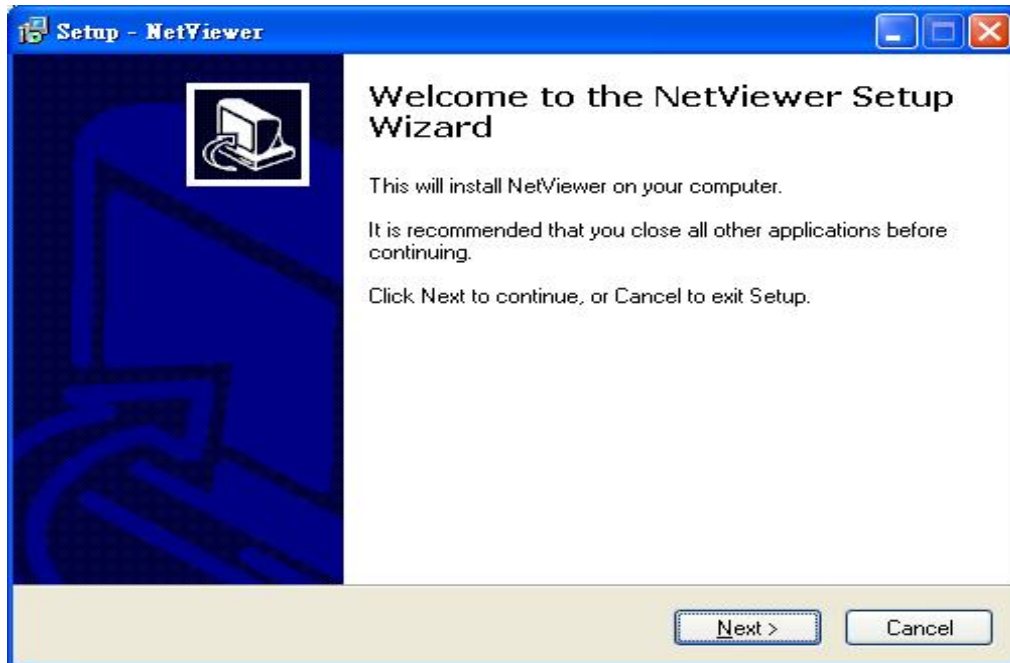 Setup - NetViewer
Welcome to the NetViewer Setup
Wizard
This will install NetViewer on your computer.
It is recommended that you close all other applications before
continuing.
Click Next to continue, or Cancel to exit Setup.
Next >
Cancel